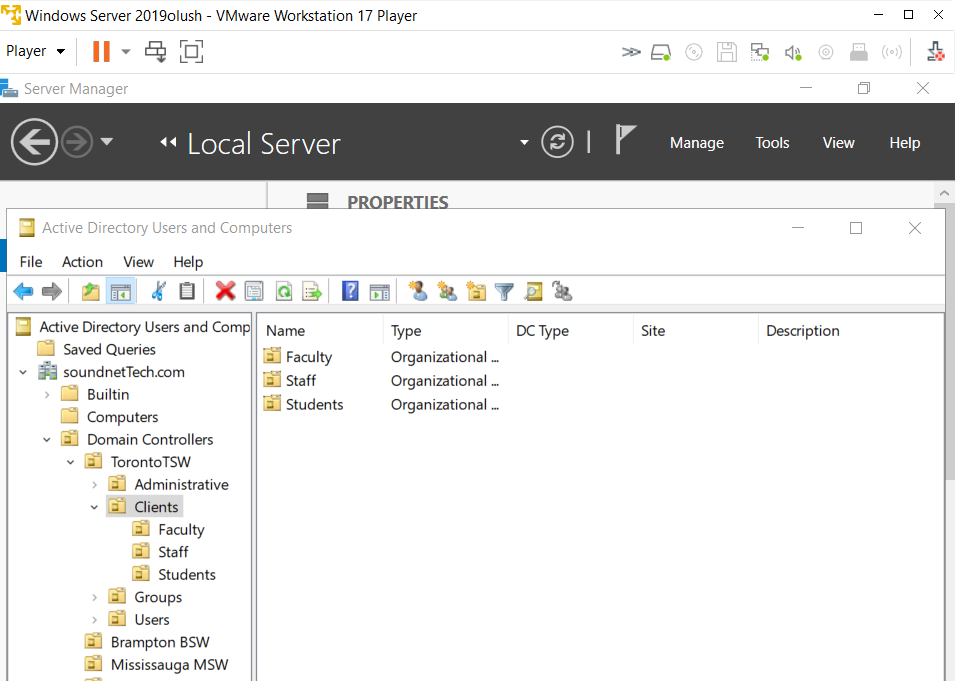 Windows Server 2019olush - VMware Workstation 17 Player
Player
Server Manager
Local Server
Manage Tools View Help
PROPERTIES
Active Directory Users and Computers
File Action View Help
Active Directory Users and Comp
Saved Queries
soundnetTech.com
Builtin
Computers
Domain Controllers
TorontoTSW
Administrative
Clients
Faculty
Staff
Students
Groups
Users
Brampton BSW
Mississauga MSW
Name Type DC Type Site Description
Faculty Organizational ...
Staff Organizational ...
Students Organizational ...